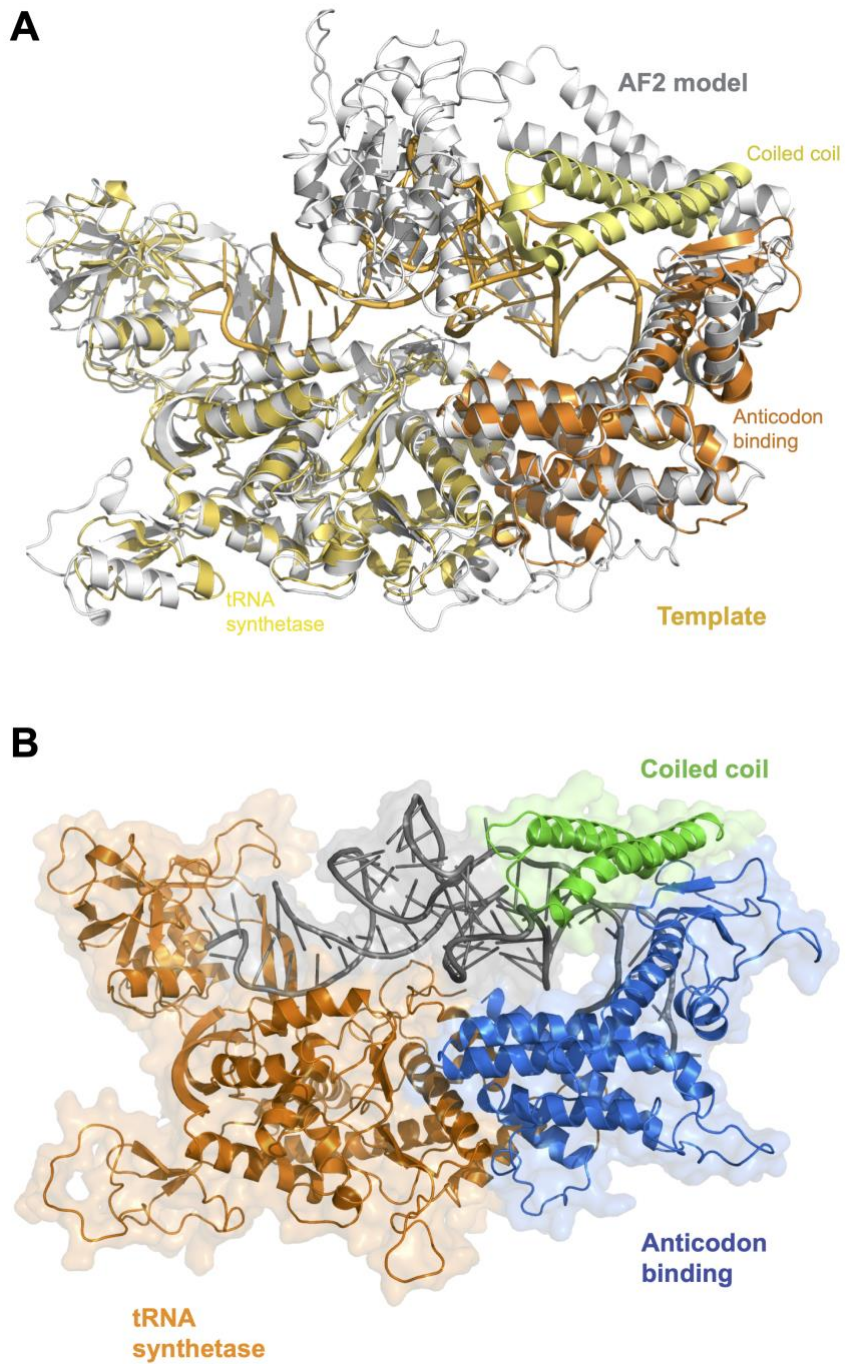 A
AF2 model
Coiled coil
Anticodon
binding
tRNA
synthetase
Template
B
Coiled coil
Anticodon
binding
tRNA
synthetase